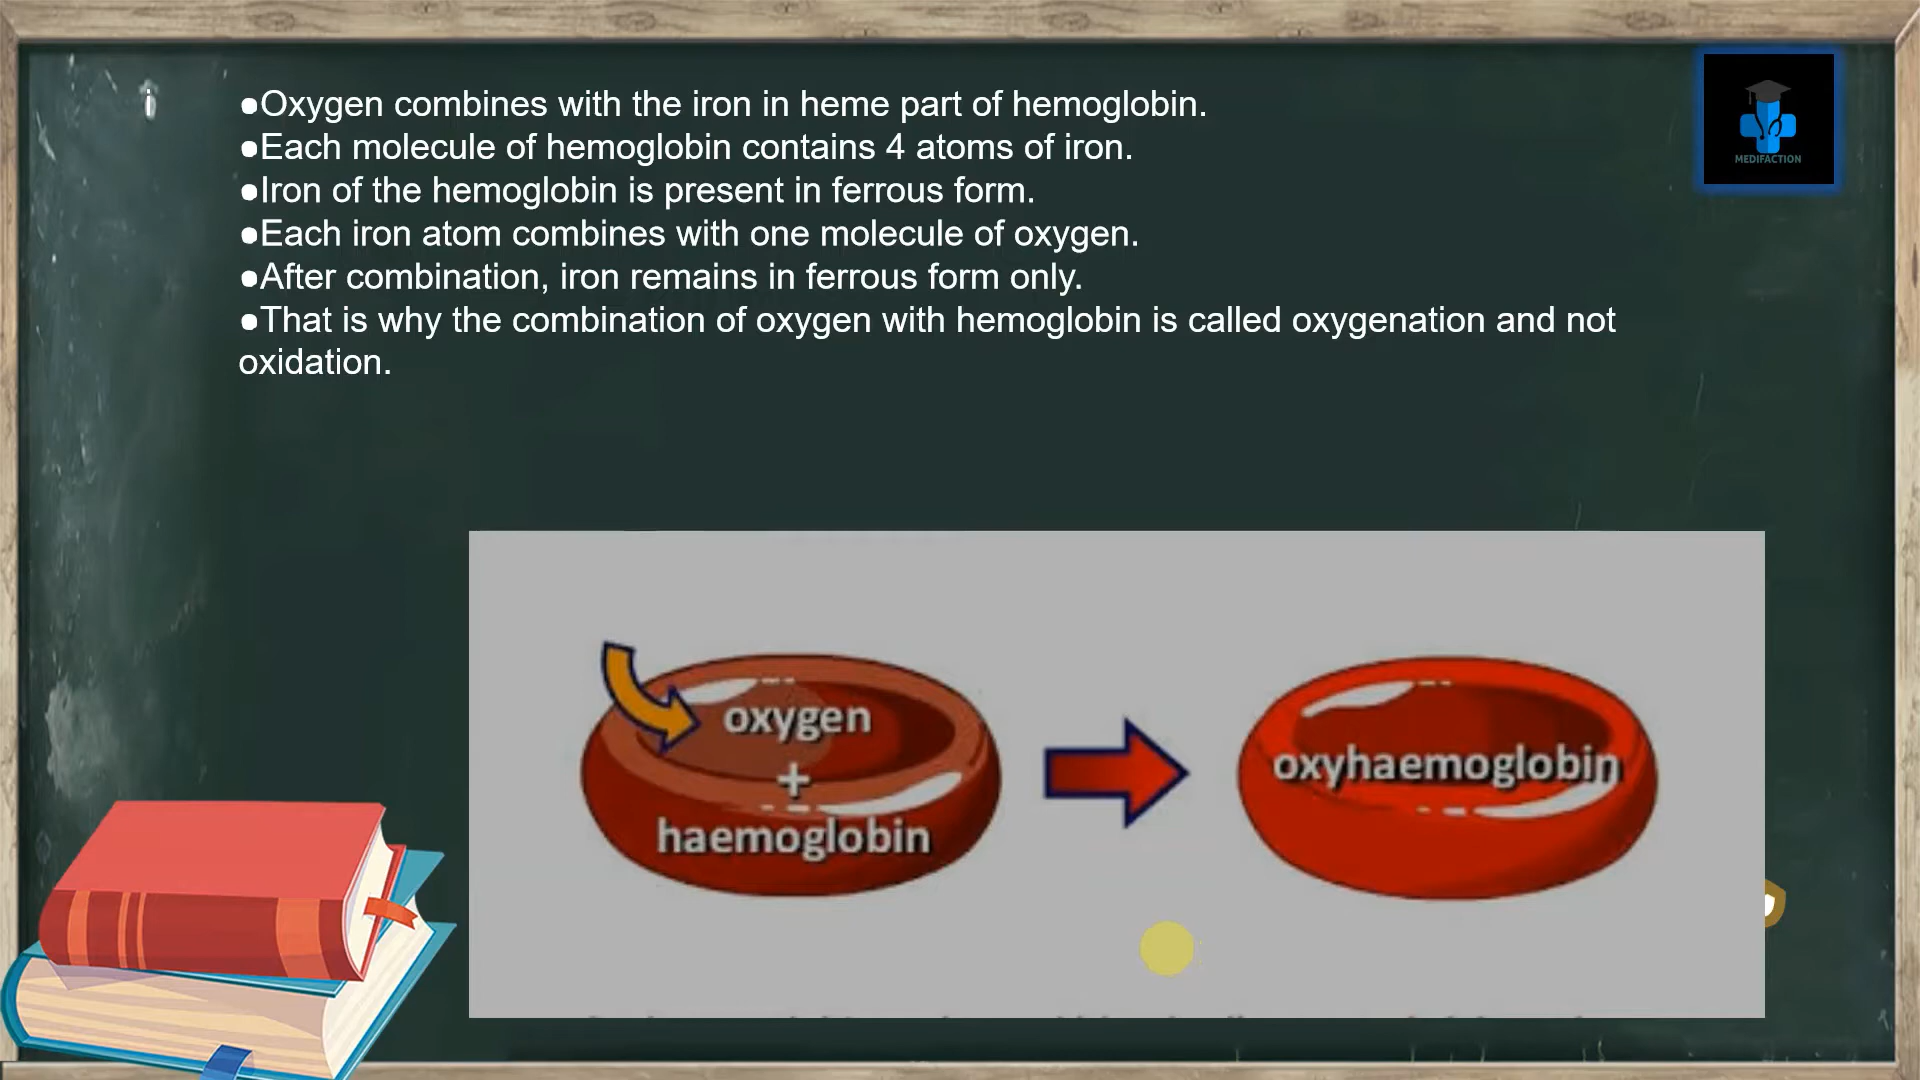 i
●Oxygen combines with the iron in heme part of hemoglobin.
●Each molecule of hemoglobin contains 4 atoms of iron.
●Iron of the hemoglobin is present in ferrous form.
●Each iron atom combines with one molecule of oxygen.
●After combination, iron remains in ferrous form only.
●That is why the combination of oxygen with hemoglobin is called oxygenation and not
oxidation.
MEDIFACTION
oxygen
+
haemoglobin
oxyhaemoglobin